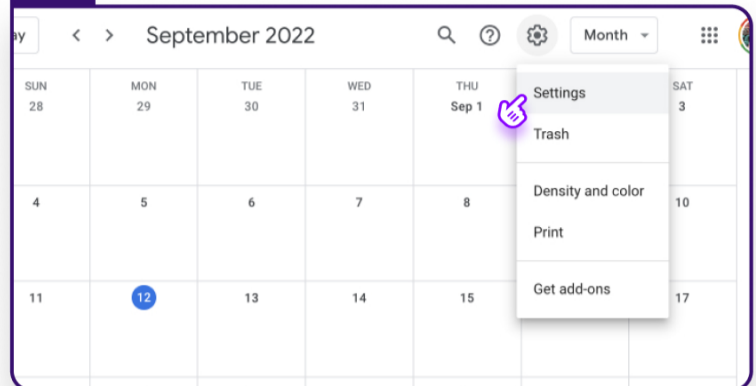 ay
September 2022
Month
SUN MON TUE WED THU SAT
28 29 30 31 Sep 1 3
Settings
Trash
Density and color
4 5 6 7 8 10
Print
Get add-ons
11 12 13 14 15 17